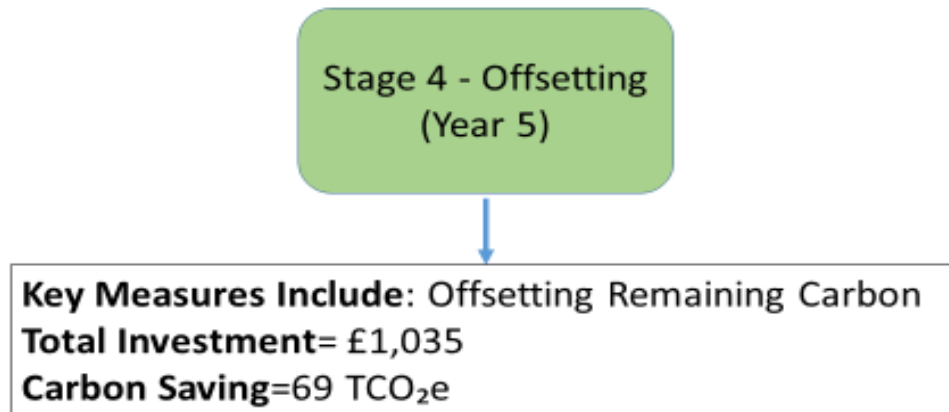 Stage 4 - Offsetting
(Year 5)
Key Measures Include: Offsetting Remaining Carbon
Total Investment= £1,035
Carbon Saving=69 TCO₂e